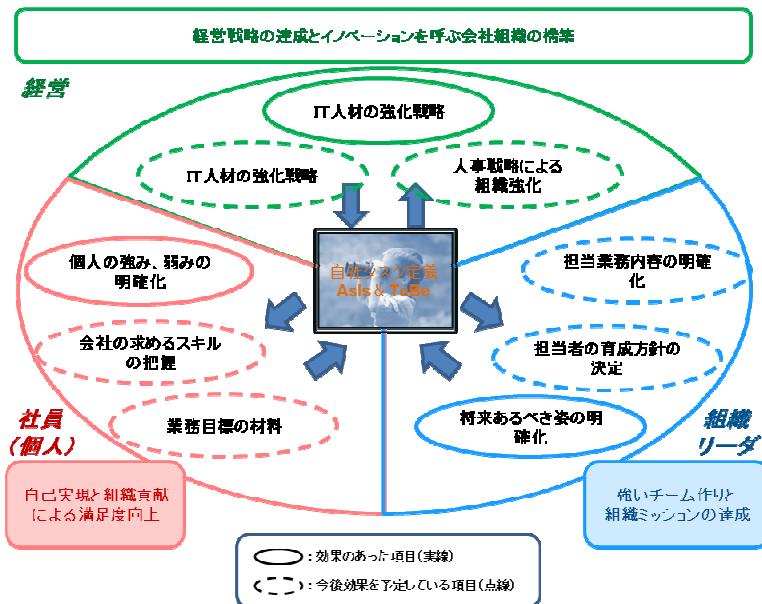 経営戦略の達成とイノベーションを呼ぶ会社組織の構築
経営
IT人材の強化戦略
IT人材の強化戦略
人事戦略による
組織強化
自社タスク定義
AsIs & ToBe
個人の強み、弱みの
明確化
会社の求めるスキル
の把握
業務目標の材料
担当業務内容の明確
化
担当者の育成方針の
決定
将来あるべき姿の明
確化
社員
（個人）
組織
リーダ
自己実現と組織貢献
による満足度向上
強いチーム作りと
組織ミッションの達成
：効果のあった項目（実線）
：今後効果を予定している項目（点線）